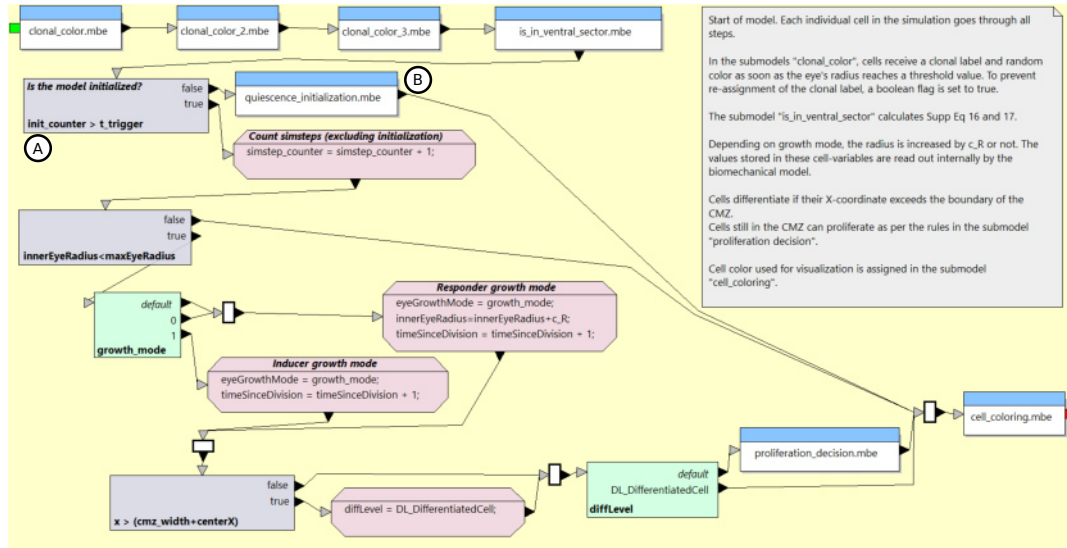 clonal_color.mbe
clonal_color_2.mbe
clonal_color_3.mbe
is_in_ventral_sector.mbe
Start of model. Each individual cell in the simulation goes through all
steps.
In the submodels "clonal_color", cells receive a clonal label and random
color as soon as the eye's radius reaches a threshold value. To prevent
re-assignment of the clonal label, a boolean flag is set to true.
The submodel "is_in_ventral_sector" calculates Supp Eq 16 and 17.
Depending on growth mode, the radius is increased by c_R or not. The
values stored in these cell-variables are read out internally by the
biomechanical model.
Cells differentiate if their X-coordinate exceeds the boundary of the
CMZ.
Cells still in the CMZ can proliferate as per the rules in the submodel
"proliferation decision".
Cell color used for visualization is assigned in the submodel
"cell_coloring".
Is the model initialized?
false
true
init_counter > t_trigger
A
quiescence_initialization.mbe
B
Count simsteps (excluding initialization)
simstep_counter = simstep_counter + 1;
false
true
innerEyeRadius<maxEyeRadius
default
0
1
growth_mode
Responder growth mode
eyeGrowthMode = growth_mode;
innerEyeRadius=innerEyeRadius+c_R;
timeSinceDivision = timeSinceDivision + 1;
Inducer growth mode
eyeGrowthMode = growth_mode;
timeSinceDivision = timeSinceDivision + 1;
cell_coloring.mbe
proliferation_decision.mbe
false
true
x > (cmz_width+centerX)
diffLevel = DL_DifferentiatedCell;
default
DL_DifferentiatedCell
diffLevel